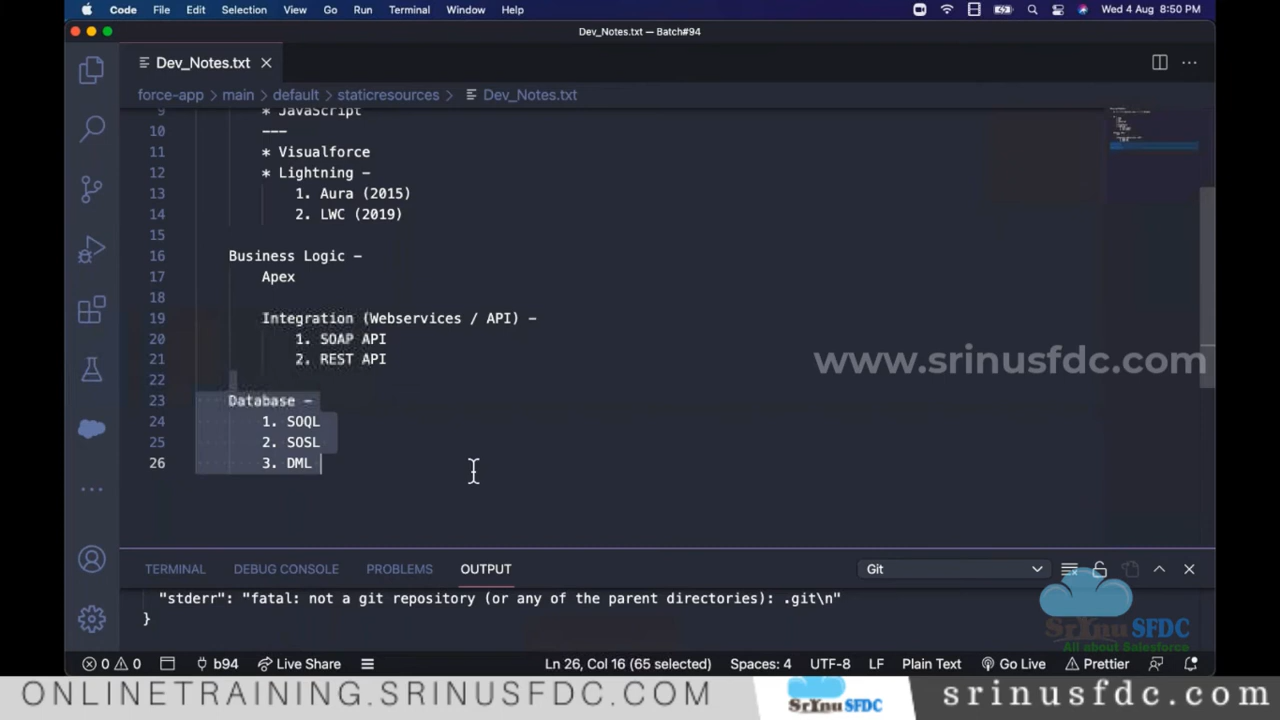 Code File Edit Selection View Go Run Terminal Window Help Wed 4 Aug 8:50 PM
Dev_Notes.txt — Batch#94
Dev_Notes.txt
force-app > main > default > staticresources > Dev_Notes.txt
9 * JavaScript
10 ---
11 * Visualforce
12 * Lightning -
13 1. Aura (2015)
14 2. LWC (2019)
15
16 Business Logic -
17 Apex
18
19 Integration (Webservices / API) -
20 1. SOAP API
21 2. REST API
22
www.srinusfdc.com
23 Database -
24 1. SOQL
25 2. SOSL
26 3. DML
TERMINAL DEBUG CONSOLE PROBLEMS OUTPUT Git
"stderr": "fatal: not a git repository (or any of the parent directories): .git\n"
}
SrYnu SFDC
All about Salesforce
0 0 b94 Live Share Ln 26, Col 16 (65 selected) Spaces: 4 UTF-8 LF Plain Text Go Live Prettier
ONLINETRAINING.SRINUSFDC.COM SrYnu SFDC srinusfdc.com